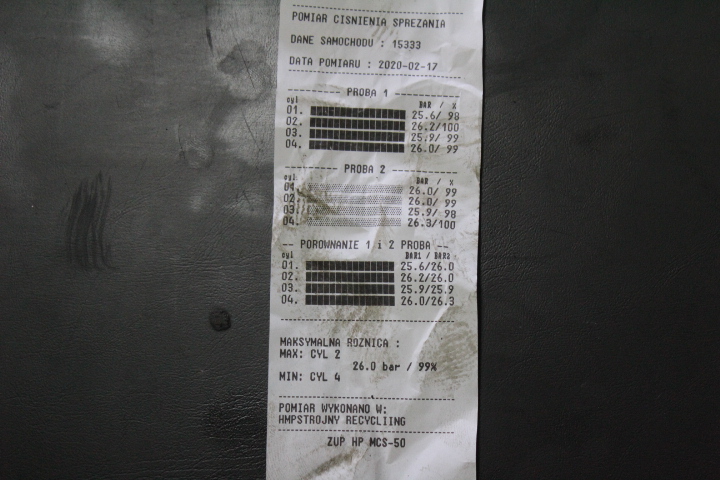 POMIAR CISNIENIA SPREZANIA
DANE SAMOCHODU : 15333
DATA POMIARU : 2020-02-17
PROBA 1
cyl BAR / %
01. 25.6/ 98
02. 26.2/100
03. 25.9/ 99
04. 26.0/ 99
PROBA 2
cyl BAR / %
01. 26.0/ 99
02. 26.0/ 99
03. 25.9/ 98
04. 26.3/100
-- POROWNANIE 1 i 2 PROBA --
cyl BAR1 / BAR2
01. 25.6/26.0
02. 26.2/26.0
03. 25.9/25.9
04. 26.0/26.3
MAKSYMALNA ROZNICA :
MAX: CYL 2
26.0 bar / 99%
MIN: CYL 4
POMIAR WYKONANO W:
HMPSTROJNY RECYCLIING
ZUP HP MCS-50